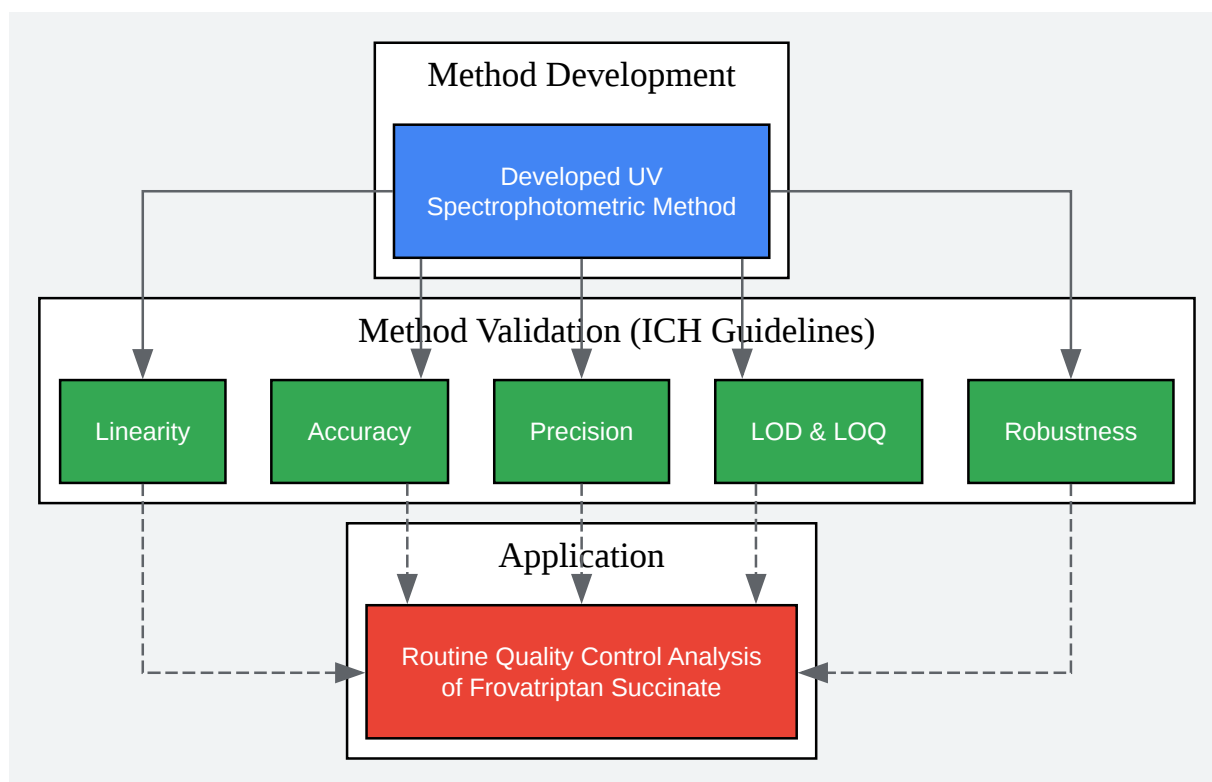 Method Development
Developed UV
Spectrophotometric Method
Method Validation (ICH Guidelines)
Linearity
Accuracy
Precision
LOD & LOQ
Robustness
Application
Routine Quality Control Analysis
of Frovatriptan Succinate